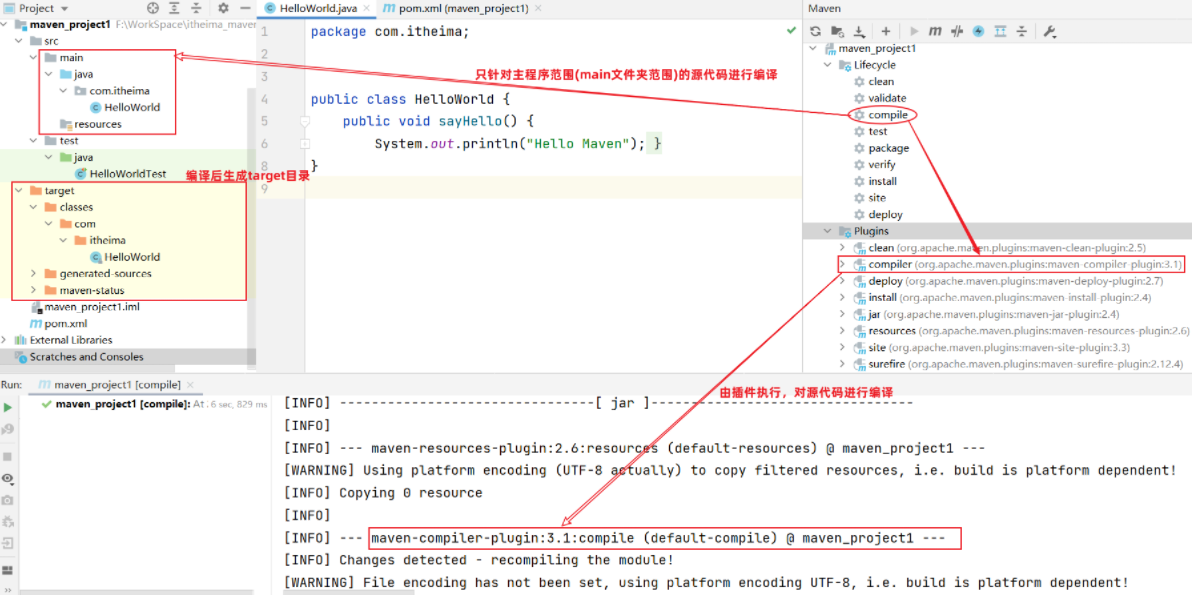 Project
maven_project1 F:\WorkSpace\itheima_maven
src
main
java
com.itheima
HelloWorld
resources
test
java
HelloWorldTest
编译后生成target目录
target
classes
com
itheima
HelloWorld
generated-sources
maven-status
maven_project1.iml
pom.xml
External Libraries
Scratches and Consoles
HelloWorld.java
pom.xml (maven_project1)
1 package com.itheima;
2
3
只针对主程序范围(main文件夹范围)的源代码进行编译
4 public class HelloWorld {
5 public void sayHello() {
6 System.out.println("Hello Maven"); }
8 }
9
Maven
maven_project1
Lifecycle
clean
validate
compile
test
package
verify
install
site
deploy
Plugins
clean (org.apache.maven.plugins:maven-clean-plugin:2.5)
compiler (org.apache.maven.plugins:maven-compiler-plugin:3.1)
deploy (org.apache.maven.plugins:maven-deploy-plugin:2.7)
install (org.apache.maven.plugins:maven-install-plugin:2.4)
jar (org.apache.maven.plugins:maven-jar-plugin:2.4)
resources (org.apache.maven.plugins:maven-resources-plugin:2.6)
site (org.apache.maven.plugins:maven-site-plugin:3.3)
surefire (org.apache.maven.plugins:maven-surefire-plugin:2.12.4)
Run: maven_project1 [compile]
maven_project1 [compile]: At 6 sec, 829 ms
由插件执行，对源代码进行编译
[INFO] --------------------------------[ jar ]---------------------------------
[INFO]
[INFO] --- maven-resources-plugin:2.6:resources (default-resources) @ maven_project1 ---
[WARNING] Using platform encoding (UTF-8 actually) to copy filtered resources, i.e. build is platform dependent!
[INFO] Copying 0 resource
[INFO]
[INFO] --- maven-compiler-plugin:3.1:compile (default-compile) @ maven_project1 ---
[INFO] Changes detected - recompiling the module!
[WARNING] File encoding has not been set, using platform encoding UTF-8, i.e. build is platform dependent!